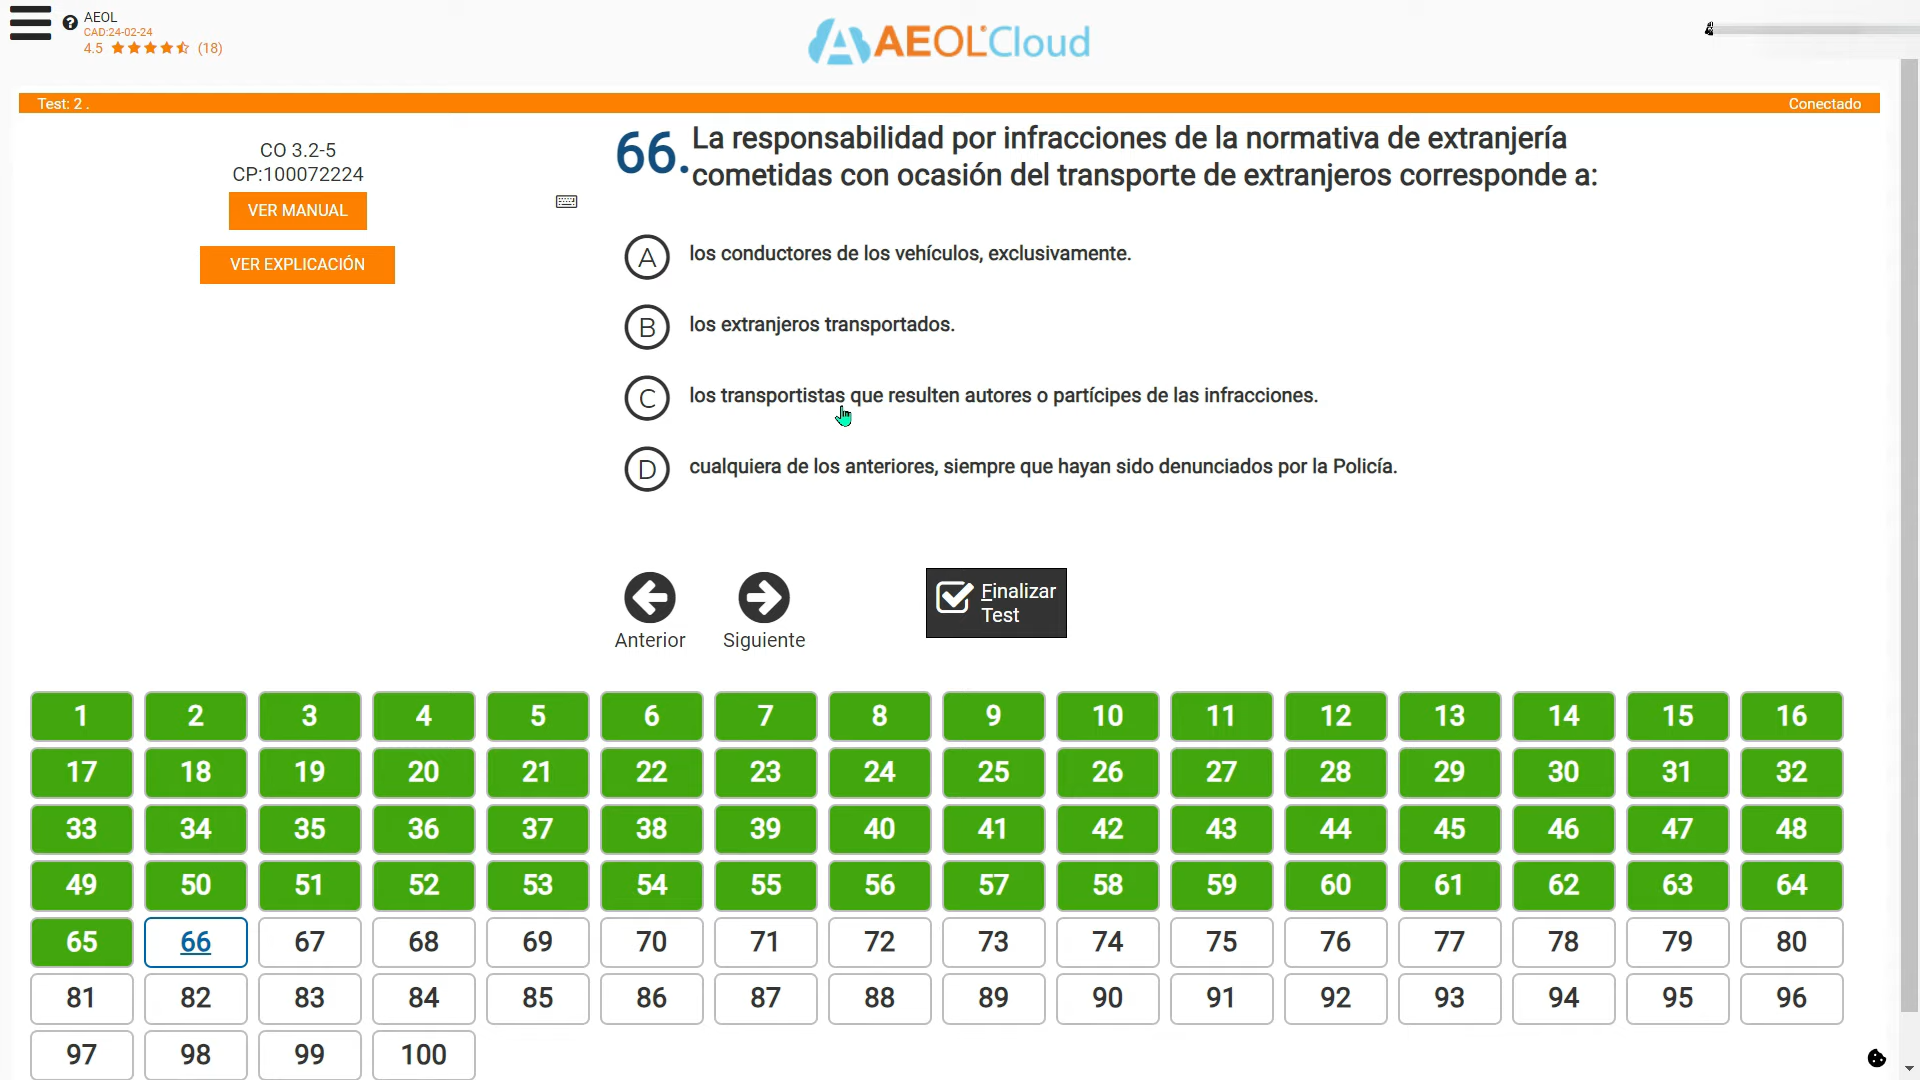 AEOL
CAD:24-02-24
4.5 (18)
AEOL Cloud
Test: 2 .
Conectado
CO 3.2-5
CP:100072224
VER MANUAL
VER EXPLICACIÓN
66. La responsabilidad por infracciones de la normativa de extranjería
cometidas con ocasión del transporte de extranjeros corresponde a:
A los conductores de los vehículos, exclusivamente.
B los extranjeros transportados.
C los transportistas que resulten autores o partícipes de las infracciones.
D cualquiera de los anteriores, siempre que hayan sido denunciados por la Policía.
Anterior
Siguiente
Finalizar
Test
1 2 3 4 5 6 7 8 9 10 11 12 13 14 15 16
17 18 19 20 21 22 23 24 25 26 27 28 29 30 31 32
33 34 35 36 37 38 39 40 41 42 43 44 45 46 47 48
49 50 51 52 53 54 55 56 57 58 59 60 61 62 63 64
65 66 67 68 69 70 71 72 73 74 75 76 77 78 79 80
81 82 83 84 85 86 87 88 89 90 91 92 93 94 95 96
97 98 99 100